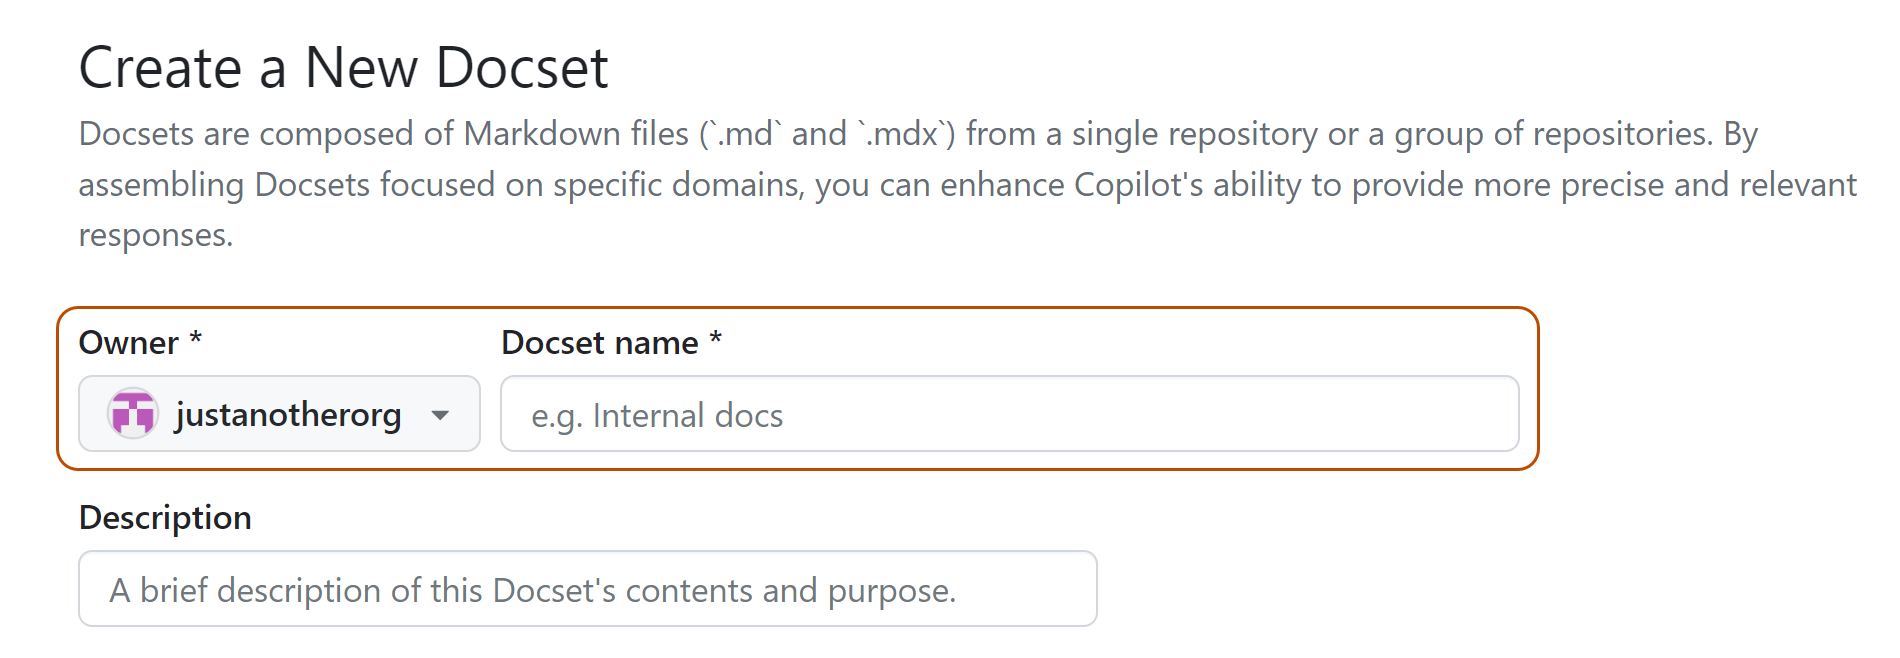 Create a New Docset
Docsets are composed of Markdown files (`.md` and `.mdx`) from a single repository or a group of repositories. By
assembling Docsets focused on specific domains, you can enhance Copilot's ability to provide more precise and relevant
responses.
Owner * Docset name *
justanotherorg e.g. Internal docs
Description
A brief description of this Docset's contents and purpose.